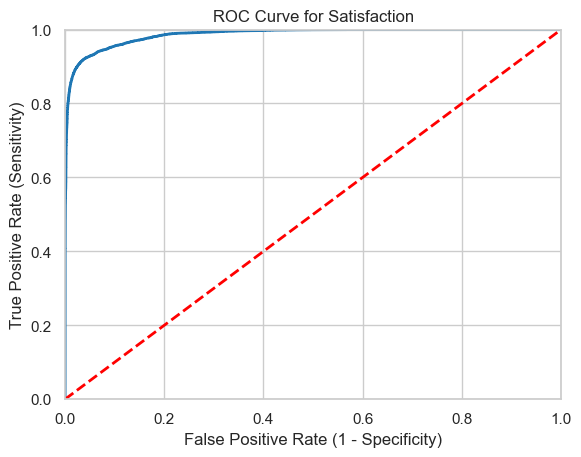 ROC Curve for Satisfaction
1.0
0.8
0.6
0.4
0.2
0.0
True Positive Rate (Sensitivity)
0.0 0.2 0.4 0.6 0.8 1.0
False Positive Rate (1 - Specificity)